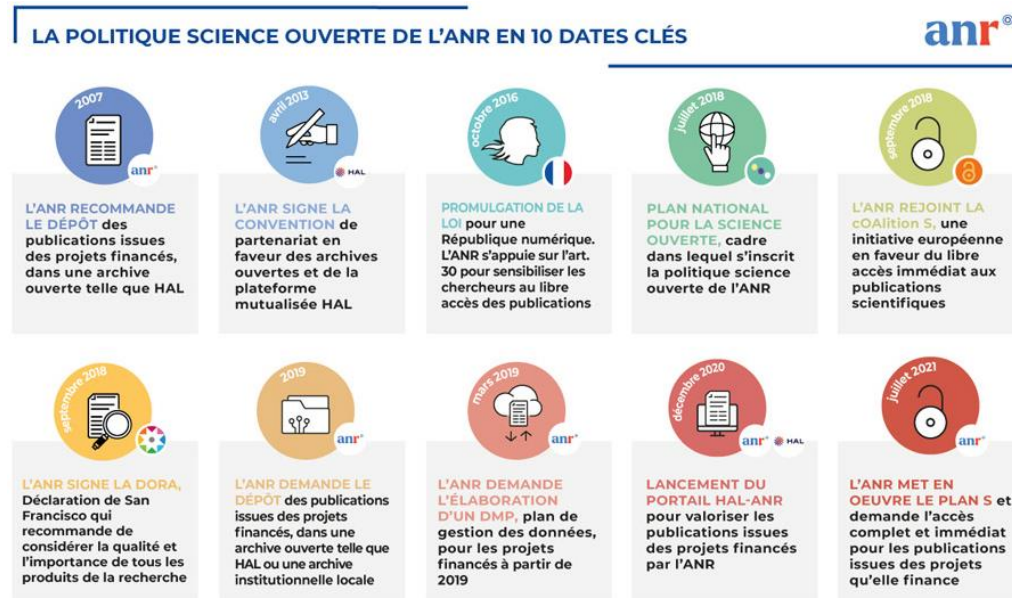 LA POLITIQUE SCIENCE OUVERTE DE L'ANR EN 10 DATES CLÉS
anr
2007
anr
L'ANR RECOMMANDE
LE DÉPÔT des
publications issues
des projets financés,
dans une archive
ouverte telle que HAL
avril 2013
HAL
L'ANR SIGNE LA
CONVENTION de
partenariat en
faveur des archives
ouvertes et de la
plateforme
mutualisée HAL
octobre 2016
PROMULGATION DE LA
LOI pour une
République numérique.
L'ANR s'appuie sur l'art.
30 pour sensibiliser les
chercheurs au libre
accès des publications
juillet 2018
PLAN NATIONAL
POUR LA SCIENCE
OUVERTE, cadre
dans lequel s'inscrit
la politique science
ouverte de l'ANR
septembre 2018
L'ANR REJOINT LA
cOAlition S, une
initiative européenne
en faveur du libre
accès immédiat aux
publications
scientifiques
septembre 2018
L'ANR SIGNE LA DORA,
Déclaration de San
Francisco qui
recommande de
considérer la qualité et
l'importance de tous les
produits de la recherche
2019
anr
L'ANR DEMANDE LE
DÉPÔT des publications
issues des projets
financés, dans une
archive ouverte telle que
HAL ou une archive
institutionnelle locale
mars 2019
anr
L'ANR DEMANDE
L'ÉLABORATION
D'UN DMP, plan de
gestion des données,
pour les projets
financés à partir de
2019
décembre 2020
anr HAL
LANCEMENT DU
PORTAIL HAL-ANR
pour valoriser les
publications issues
des projets financés
par l'ANR
juillet 2021
anr
L'ANR MET EN
OEUVRE LE PLAN S et
demande l'accès
complet et immédiat
pour les publications
issues des projets
qu'elle finance